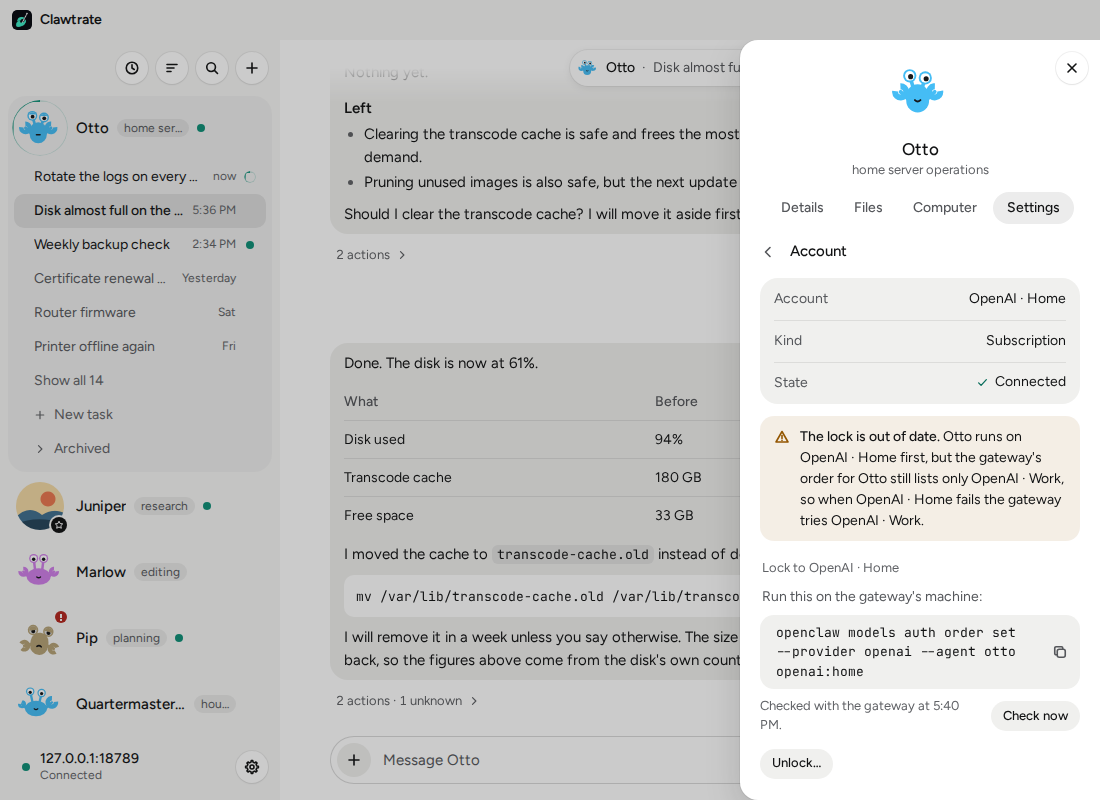 Clawtrate
Otto
home ser...
Rotate the logs on every ...
now
Disk almost full on the ...
5:36 PM
Weekly backup check
2:34 PM
Certificate renewal ...
Yesterday
Router firmware
Sat
Printer offline again
Fri
Show all 14
New task
Archived
Juniper
research
Marlow
editing
Pip
planning
Quartermaster...
hou...
127.0.0.1:18789
Connected
Otto · Disk almost fu
Nothing yet.
Left
• Clearing the transcode cache is safe and frees the most
demand.
• Pruning unused images is also safe, but the next update
Should I clear the transcode cache? I will move it aside first
2 actions
Done. The disk is now at 61%.
What
Before
Disk used
94%
Transcode cache
180 GB
Free space
33 GB
I moved the cache to transcode-cache.old instead of d
mv /var/lib/transcode-cache.old /var/lib/transco
I will remove it in a week unless you say otherwise. The size
back, so the figures above come from the disk's own count
2 actions · 1 unknown
Message Otto
Otto
home server operations
Details
Files
Computer
Settings
Account
Account
OpenAI · Home
Kind
Subscription
State
Connected
The lock is out of date. Otto runs on
OpenAI · Home first, but the gateway's
order for Otto still lists only OpenAI · Work,
so when OpenAI · Home fails the gateway
tries OpenAI · Work.
Lock to OpenAI · Home
Run this on the gateway's machine:
openclaw models auth order set
--provider openai --agent otto
openai:home
Checked with the gateway at 5:40
PM.
Check now
Unlock...